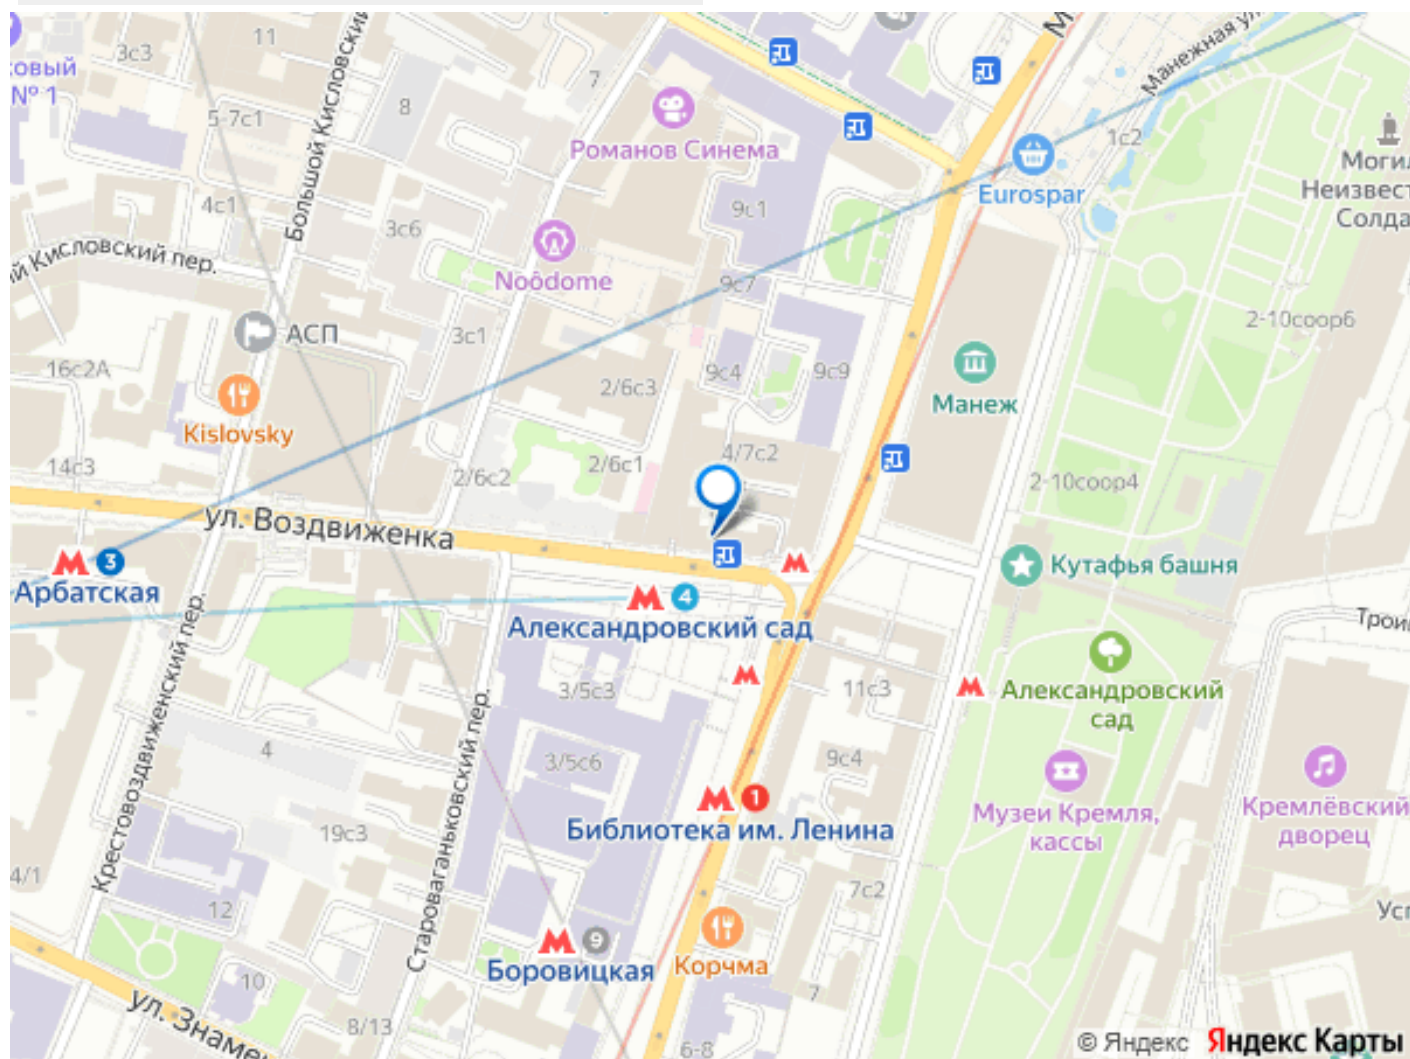 11
3с3
Манежная ул.
ковый
№ 1
7
8
5-7с1
Большой Кисловский
Романов Синема
1с2
Eurospar
Могил
Неизвест
Солда
4с1
3с6
9с1
Кисловский пер.
Noôdome
9с7
АСП
3с1
2-10соор6
16с2А
2/6с3
9с4
9с9
Манеж
Kislovsky
14с3
2/6с2
2/6с1
4/7с2
2-10соор4
ул. Воздвиженка
3
Арбатская
4
Александровский сад
Кутафья башня
Трои
Крестовоздвиженский пер.
Староваганьковский пер.
3/5с3
11с3
Александровский
сад
4
3/5с6
9с4
1
Библиотека им. Ленина
Музеи Кремля,
кассы
Кремлёвский
дворец
19с3
4/1
12
7с2
Усп
9
Боровицкая
Корчма
10
7
ул. Знаме
8/13
6-8
© Яндекс Яндекс Карты